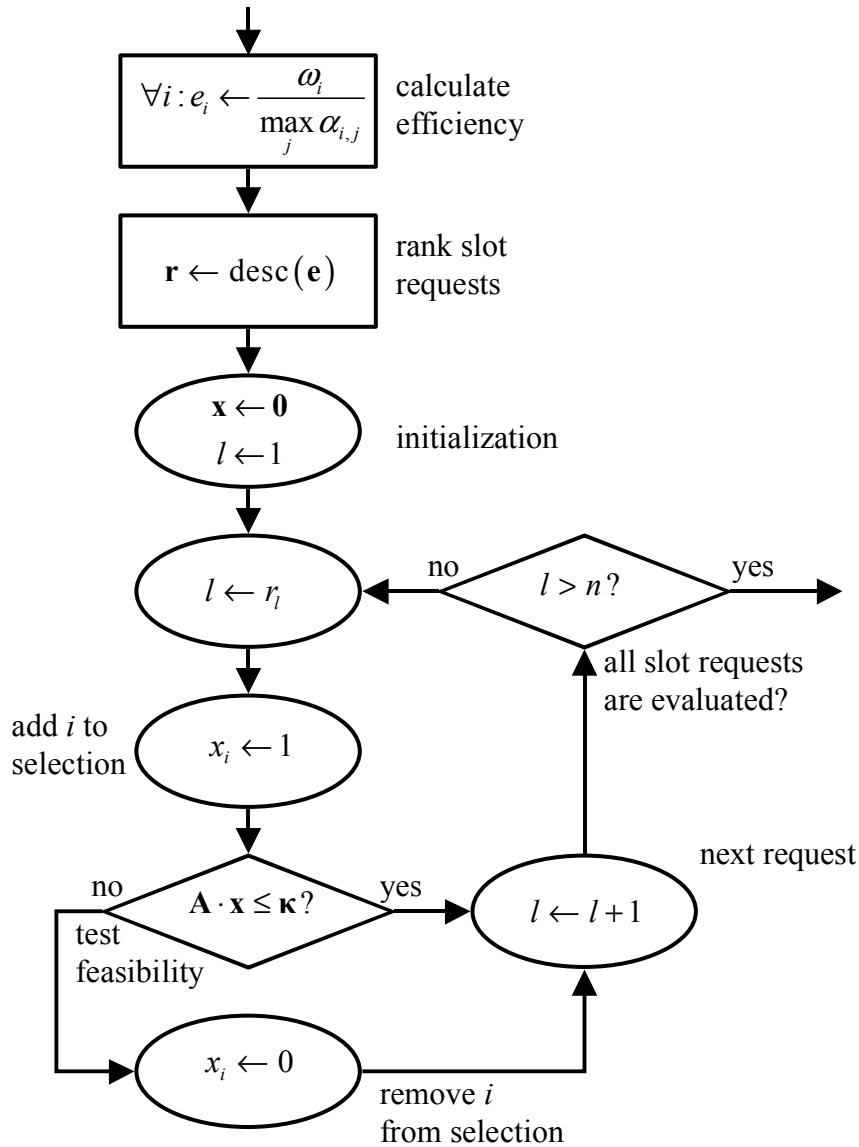 ∀i : e_i ← ω_i / max_j α_{i,j}
calculate
efficiency
r ← desc(e)
rank slot
requests
x ← 0
l ← 1
initialization
l ← r_l
no
l > n?
yes
all slot requests
are evaluated?
add i to
selection
x_i ← 1
next request
no
A · x ≤ κ?
yes
test
feasibility
l ← l + 1
x_i ← 0
remove i
from selection